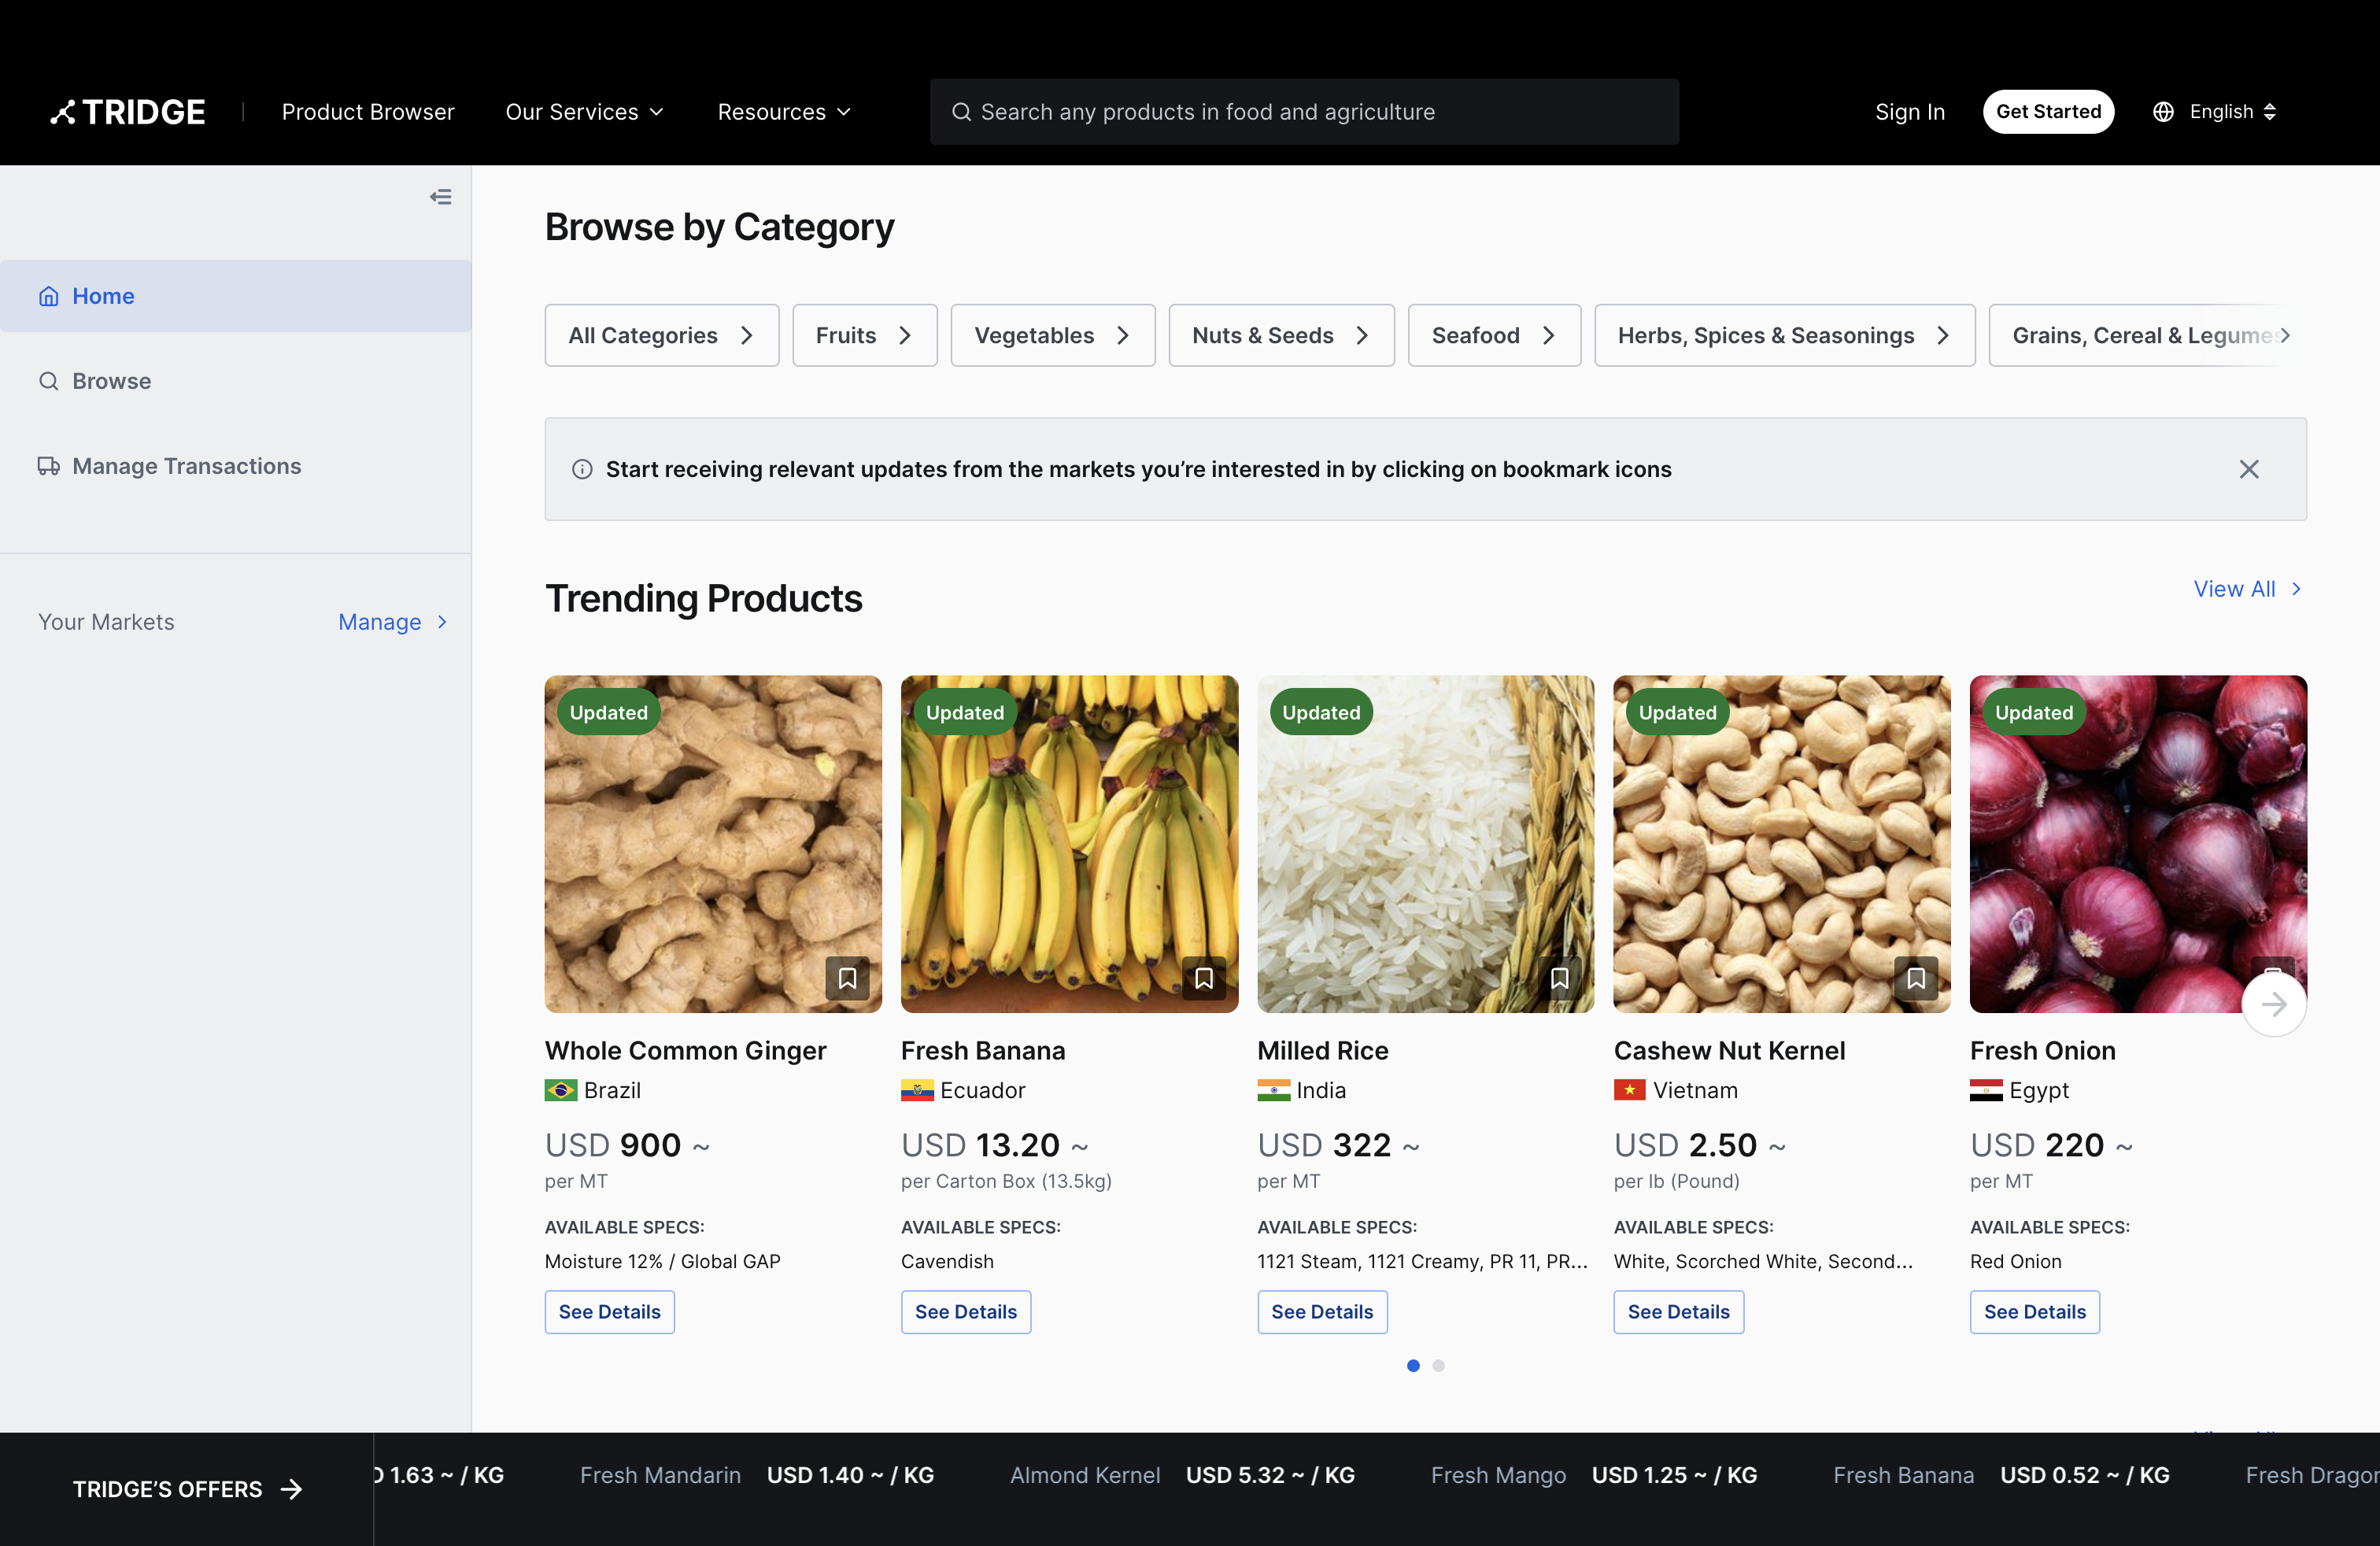 TRIDGE
Product Browser
Our Services
Resources
Search any products in food and agriculture
Sign In
Get Started
English
Home
Browse
Manage Transactions
Your Markets
Manage
Browse by Category
All Categories
Fruits
Vegetables
Nuts & Seeds
Seafood
Herbs, Spices & Seasonings
Grains, Cereal & Legumes
Start receiving relevant updates from the markets you’re interested in by clicking on bookmark icons
Trending Products
View All
Updated
Whole Common Ginger
Brazil
USD 900 ~
per MT
AVAILABLE SPECS:
Moisture 12% / Global GAP
See Details
Updated
Fresh Banana
Ecuador
USD 13.20 ~
per Carton Box (13.5kg)
AVAILABLE SPECS:
Cavendish
See Details
Updated
Milled Rice
India
USD 322 ~
per MT
AVAILABLE SPECS:
1121 Steam, 1121 Creamy, PR 11, PR...
See Details
Updated
Cashew Nut Kernel
Vietnam
USD 2.50 ~
per lb (Pound)
AVAILABLE SPECS:
White, Scorched White, Second...
See Details
Updated
Fresh Onion
Egypt
USD 220 ~
per MT
AVAILABLE SPECS:
Red Onion
See Details
TRIDGE’S OFFERS
1.63 ~ / KG
Fresh Mandarin USD 1.40 ~ / KG
Almond Kernel USD 5.32 ~ / KG
Fresh Mango USD 1.25 ~ / KG
Fresh Banana USD 0.52 ~ / KG
Fresh